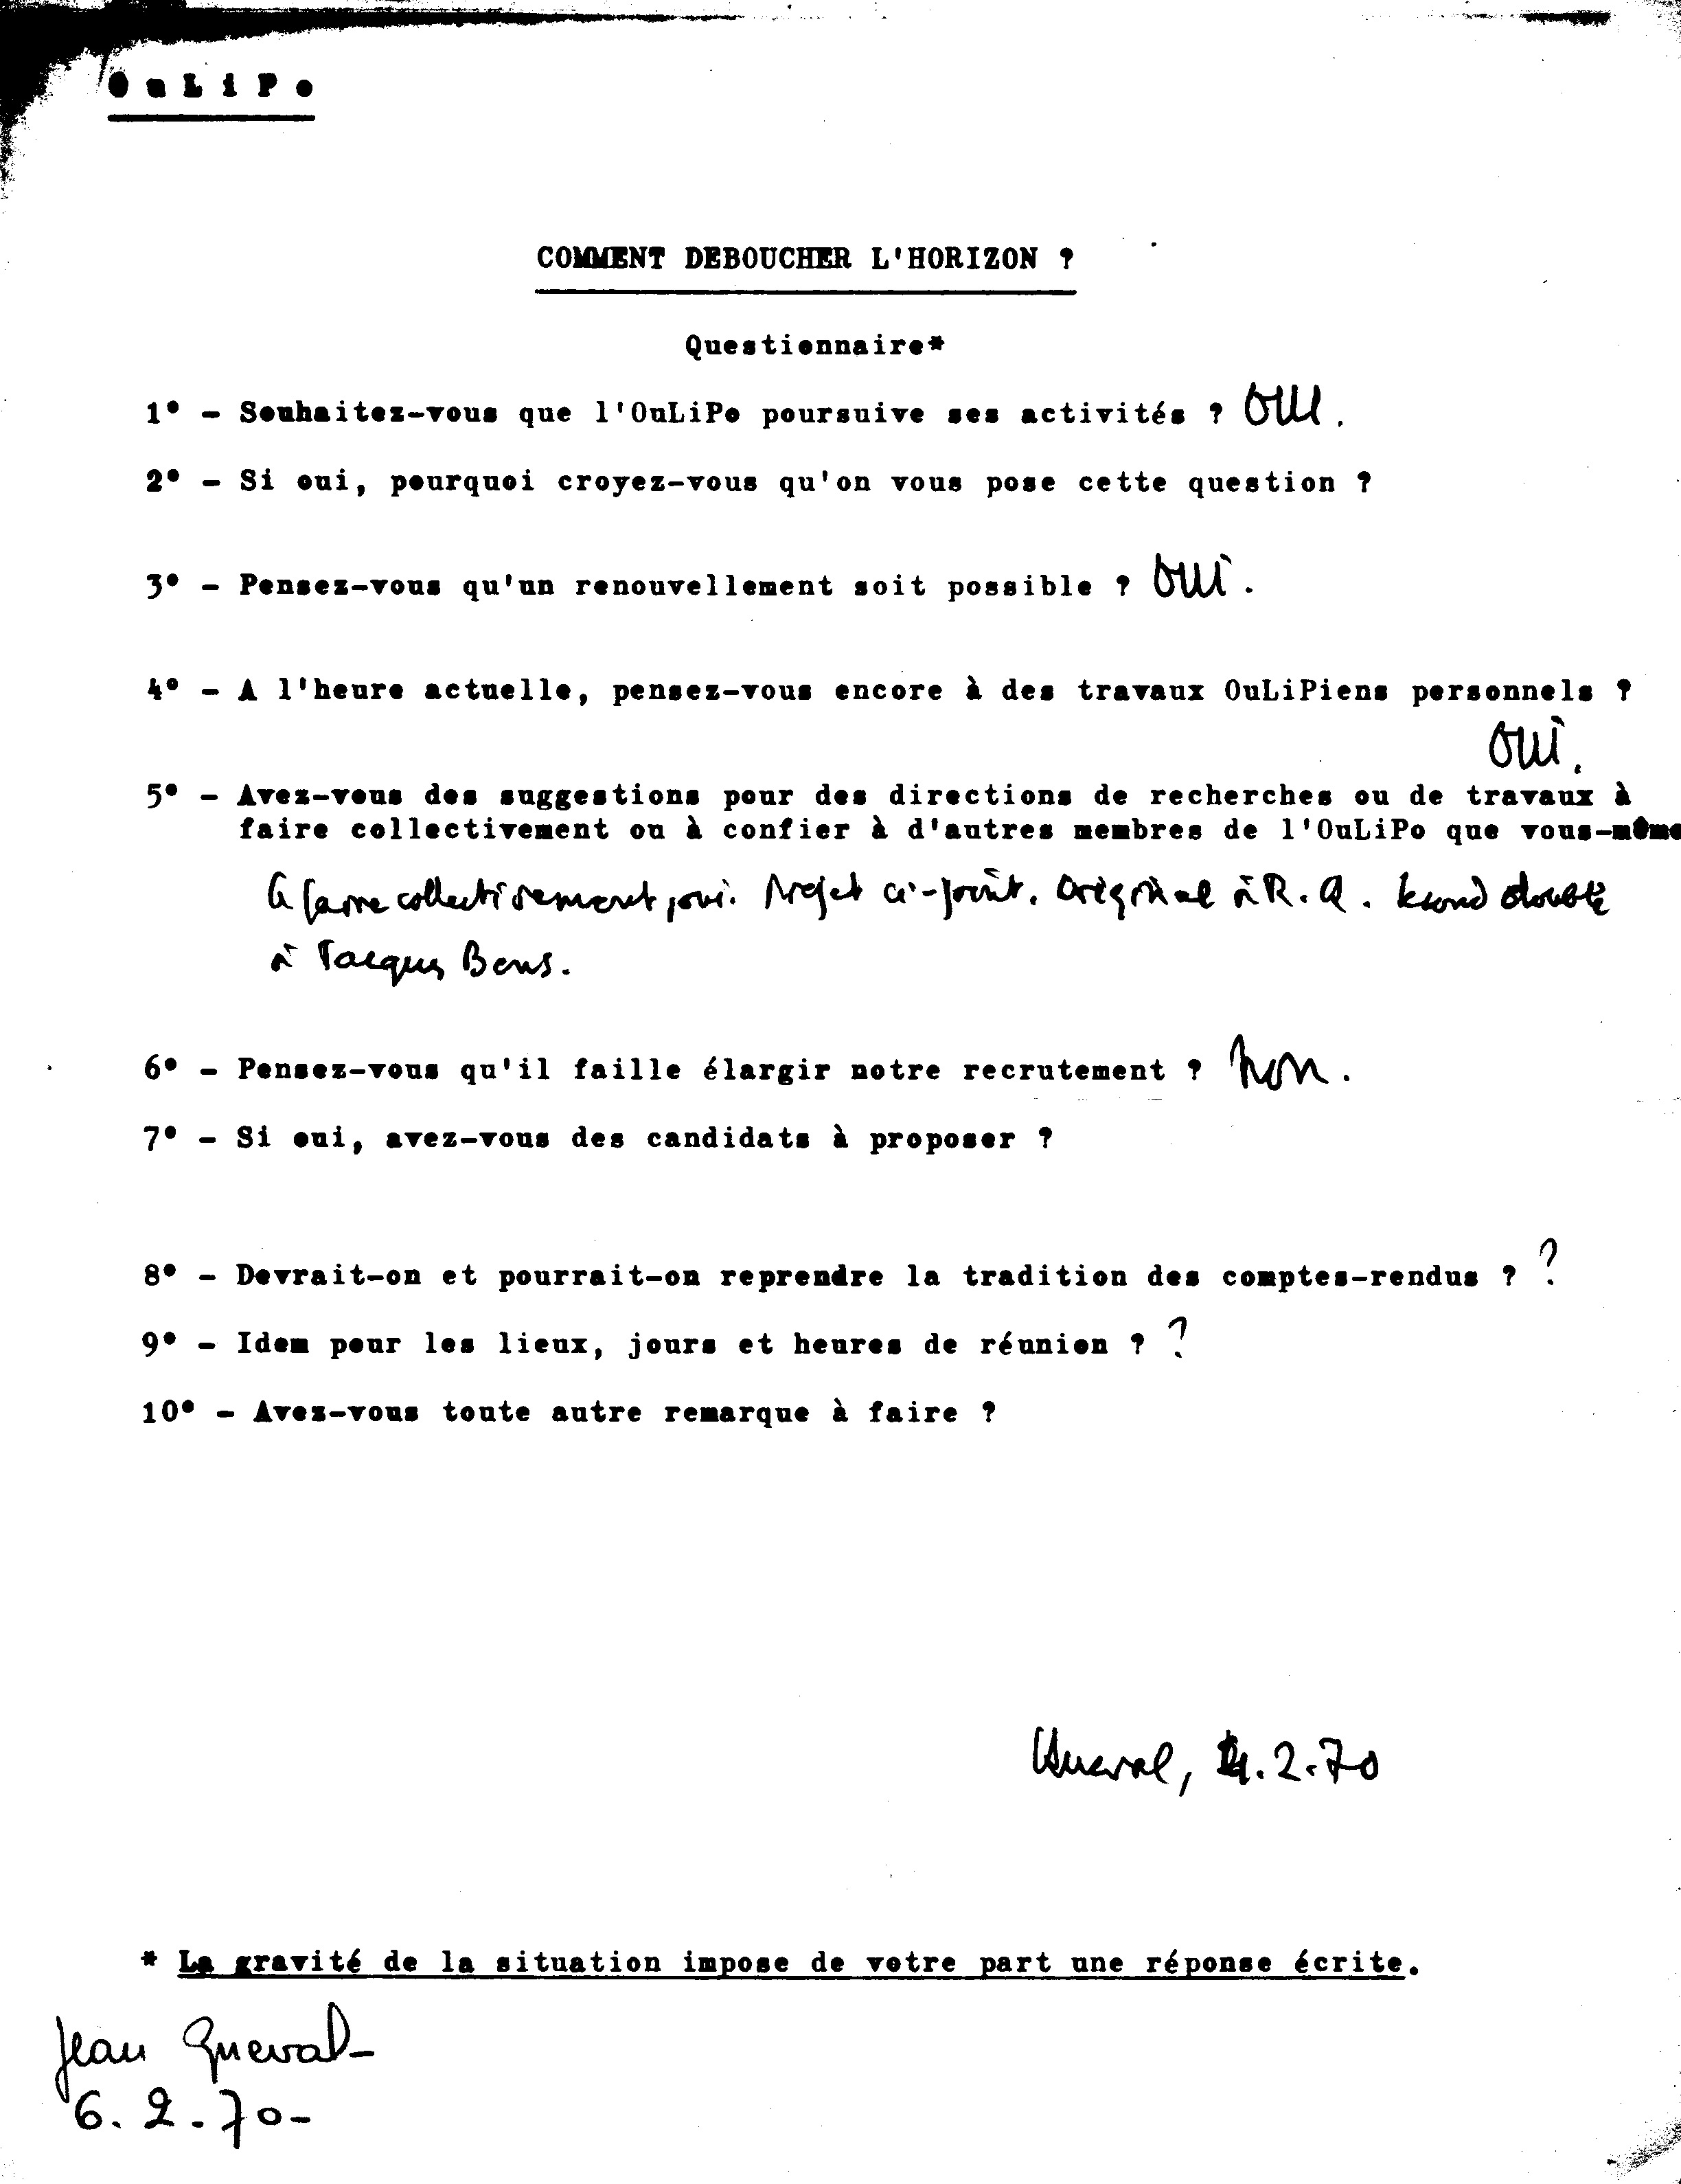 OuLiPo
COMMENT DEBOUCHER L'HORIZON ?
Questionnaire*
1° - Souhaitez-vous que l'OuLiPo poursuive ses activités ? OUI.
2° - Si oui, pourquoi croyez-vous qu'on vous pose cette question ?
3° - Pensez-vous qu'un renouvellement soit possible ? OUI.
4° - A l'heure actuelle, pensez-vous encore à des travaux OuLiPiens personnels ?
OUI.
5° - Avez-vous des suggestions pour des directions de recherches ou de travaux à
faire collectivement ou à confier à d'autres membres de l'OuLiPo que vous-même
A faire collectivement, oui. Projet ci-joint. Original à R. Q. second double
à Jacques Bens.
6° - Pensez-vous qu'il faille élargir notre recrutement ? Non.
7° - Si oui, avez-vous des candidats à proposer ?
8° - Devrait-on et pourrait-on reprendre la tradition des comptes-rendus ? ?
9° - Idem pour les lieux, jours et heures de réunion ? ?
10° - Avez-vous toute autre remarque à faire ?
Queval, 4.2.70
* La gravité de la situation impose de votre part une réponse écrite.
Jean Queval-
6. 2. 70-